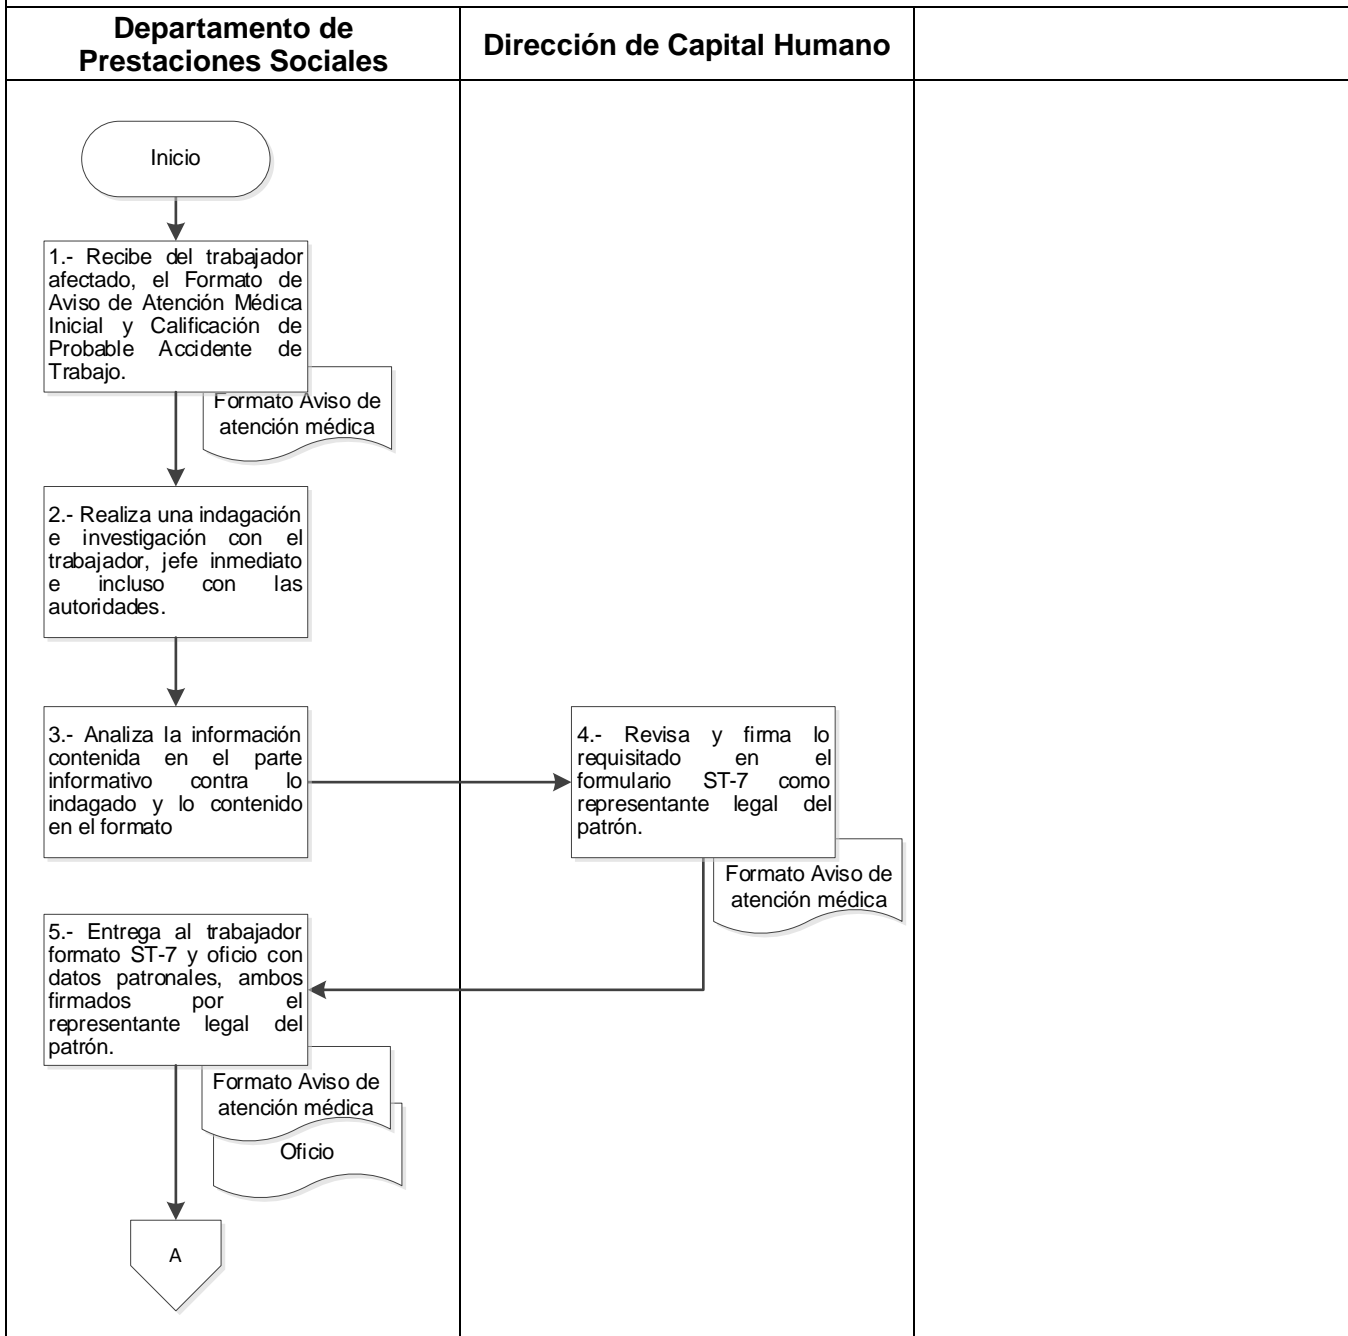 Departamento de
Prestaciones Sociales
Dirección de Capital Humano
Inicio
1.- Recibe del trabajador
afectado, el Formato de
Aviso de Atención Médica
Inicial y Calificación de
Probable Accidente de
Trabajo.
Formato Aviso de
atención médica
2.- Realiza una indagación
e investigación con el
trabajador, jefe inmediato
e incluso con las
autoridades.
3.- Analiza la información
contenida en el parte
informativo contra lo
indagado y lo contenido
en el formato
4.- Revisa y firma lo
requisitado en el
formulario ST-7 como
representante legal del
patrón.
Formato Aviso de
atención médica
5.- Entrega al trabajador
formato ST-7 y oficio con
datos patronales, ambos
firmados por el
representante legal del
patrón.
Formato Aviso de
atención médica
Oficio
A